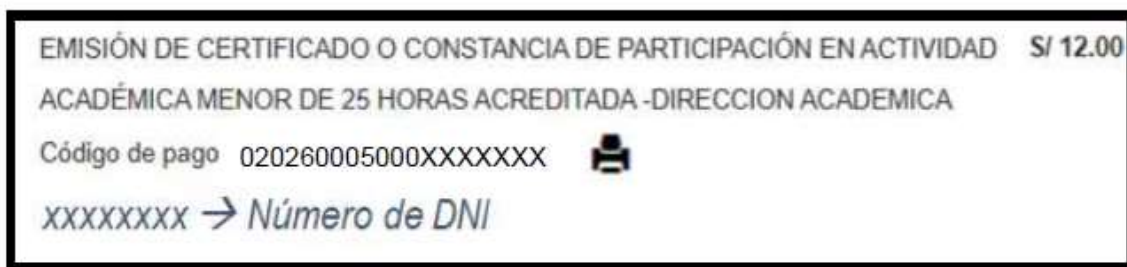 EMISIÓN DE CERTIFICADO O CONSTANCIA DE PARTICIPACIÓN EN ACTIVIDAD S/ 12.00
ACADÉMICA MENOR DE 25 HORAS ACREDITADA -DIRECCION ACADEMICA
Código de pago 020260005000XXXXXXX
xxxxxxxx → Número de DNI